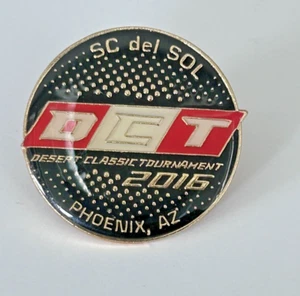 SC del SOL
DCT
DESERT CLASSIC TOURNAMENT
2016
PHOENIX, AZ